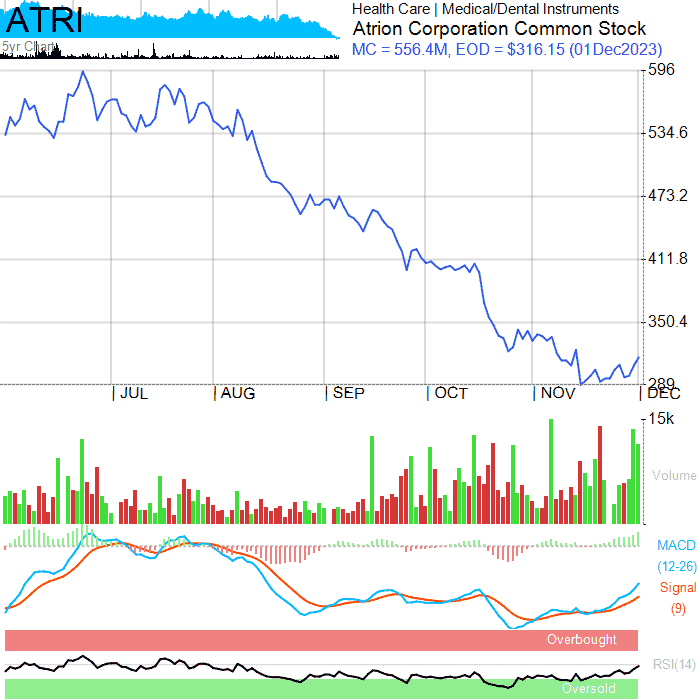 ATRI
5yr Chart
Health Care | Medical/Dental Instruments
Atrion Corporation Common Stock
MC = 556.4M, EOD = $316.15 (01Dec2023)
596
534.6
473.2
411.8
350.4
289
JUL
AUG
SEP
OCT
NOV
DEC
15k
Volume
MACD
(12-26)
Signal
(9)
Overbought
RSI(14)
Oversold